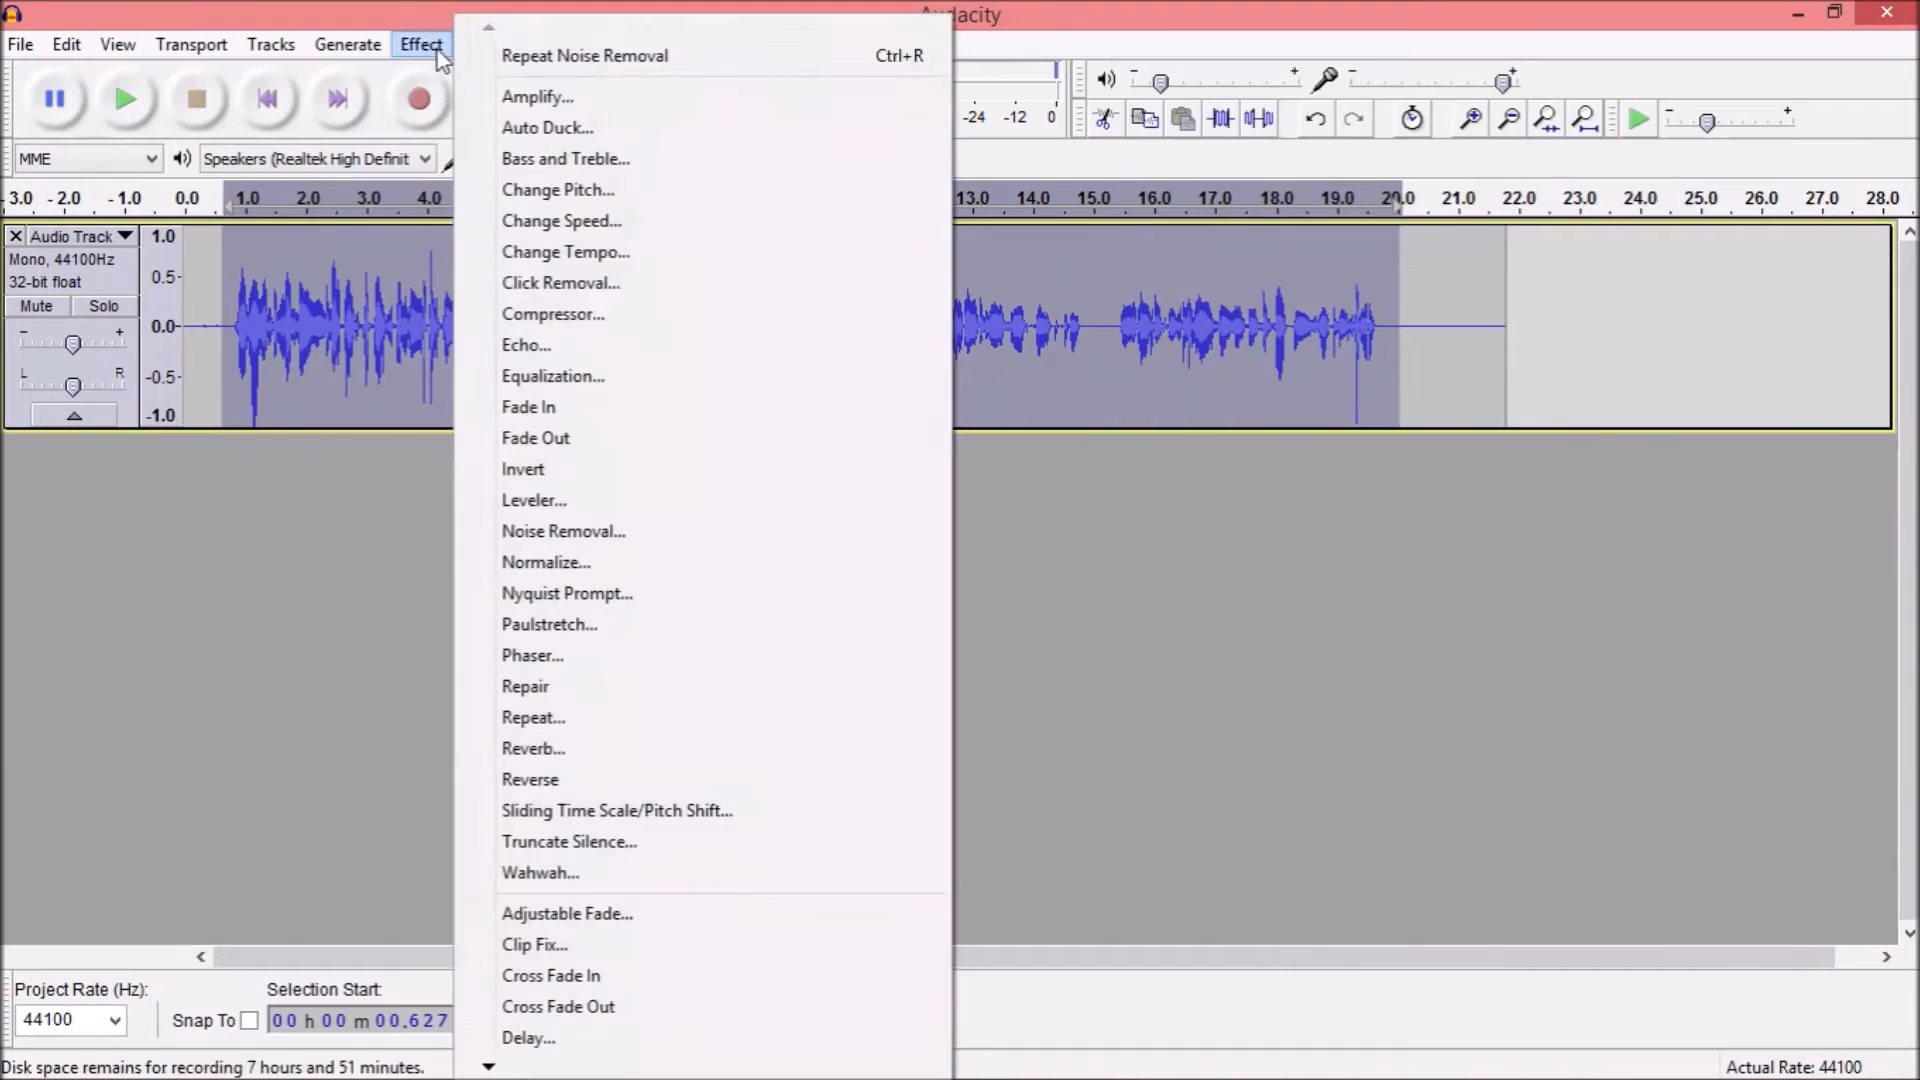 Audacity
File Edit View Transport Tracks Generate Effect
Repeat Noise Removal Ctrl+R
Amplify...
Auto Duck...
Bass and Treble...
Change Pitch...
Change Speed...
Change Tempo...
Click Removal...
Compressor...
Echo...
Equalization...
Fade In
Fade Out
Invert
Leveler...
Noise Removal...
Normalize...
Nyquist Prompt...
Paulstretch...
Phaser...
Repair
Repeat...
Reverb...
Reverse
Sliding Time Scale/Pitch Shift...
Truncate Silence...
Wahwah...
Adjustable Fade...
Clip Fix...
Cross Fade In
Cross Fade Out
Delay...
-24 -12 0
MME Speakers (Realtek High Definit
3.0 -2.0 -1.0 0.0 1.0 2.0 3.0 4.0 13.0 14.0 15.0 16.0 17.0 18.0 19.0 20.0 21.0 22.0 23.0 24.0 25.0 26.0 27.0 28.0
X Audio Track 1.0
Mono, 44100Hz
32-bit float 0.5-
Mute Solo
- + 0.0-
L R -0.5-
-1.0
Project Rate (Hz): Selection Start:
44100 Snap To 00 h 00 m 00.627
Disk space remains for recording 7 hours and 51 minutes. Actual Rate: 44100